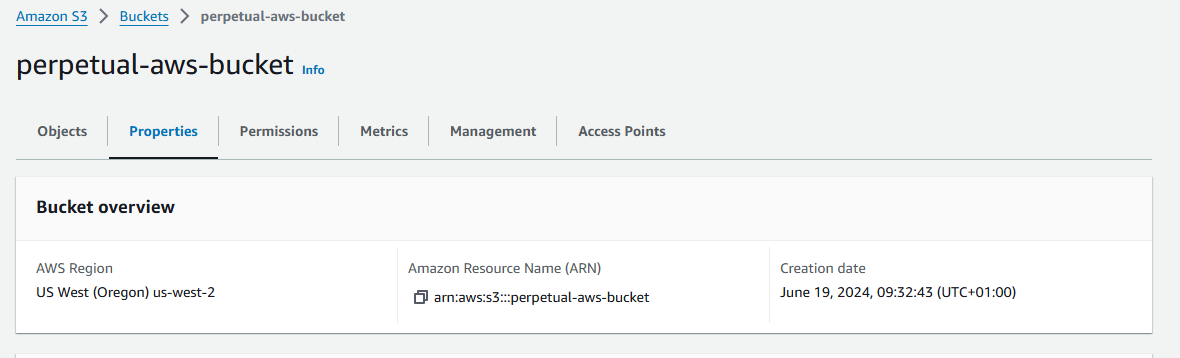 Amazon S3 > Buckets > perpetual-aws-bucket
perpetual-aws-bucket Info
Objects Properties Permissions Metrics Management Access Points
Bucket overview
AWS Region
US West (Oregon) us-west-2
Amazon Resource Name (ARN)
arn:aws:s3:::perpetual-aws-bucket
Creation date
June 19, 2024, 09:32:43 (UTC+01:00)